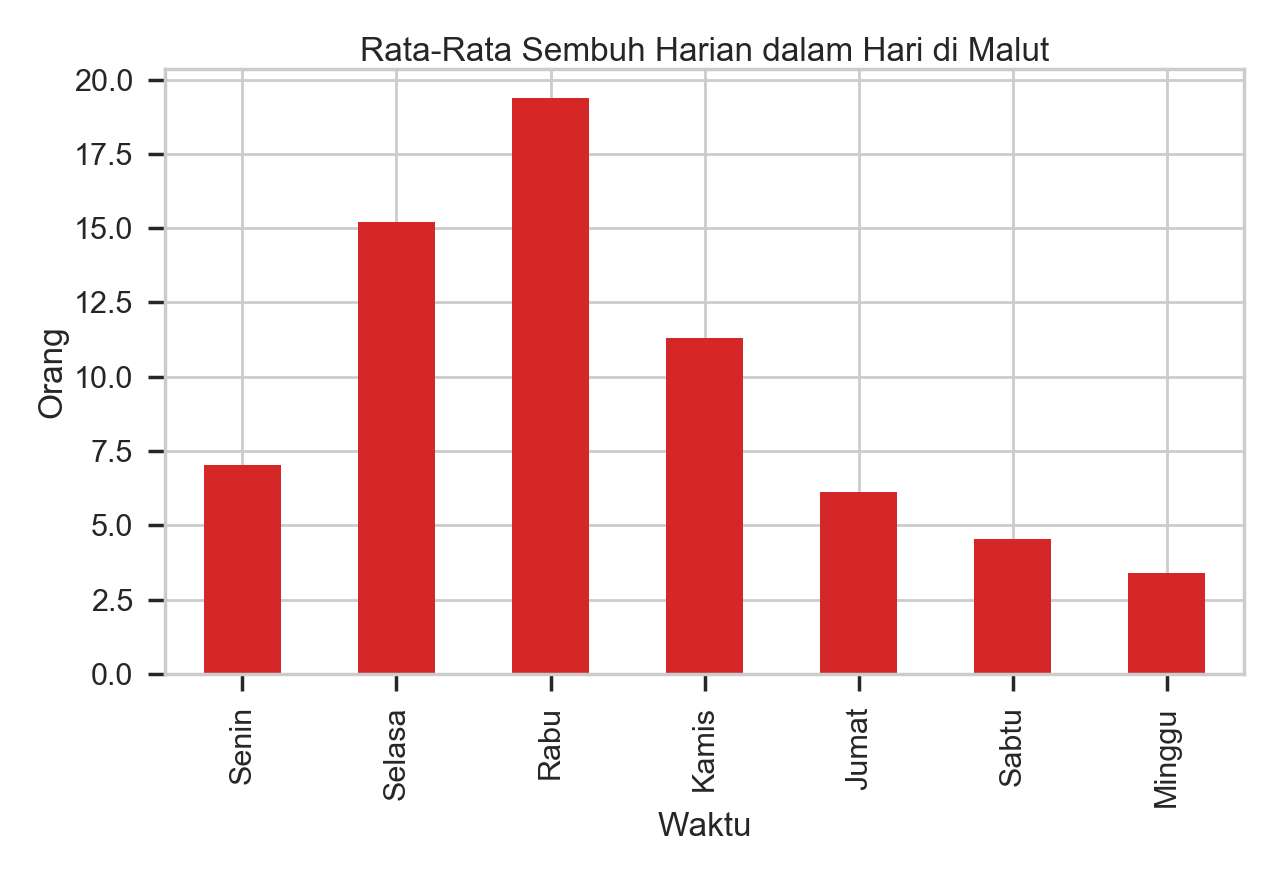 Rata-Rata Sembuh Harian dalam Hari di Malut
20.0
17.5
15.0
12.5
10.0
7.5
5.0
2.5
0.0
Orang
Senin
Selasa
Rabu
Kamis
Jumat
Sabtu
Minggu
Waktu